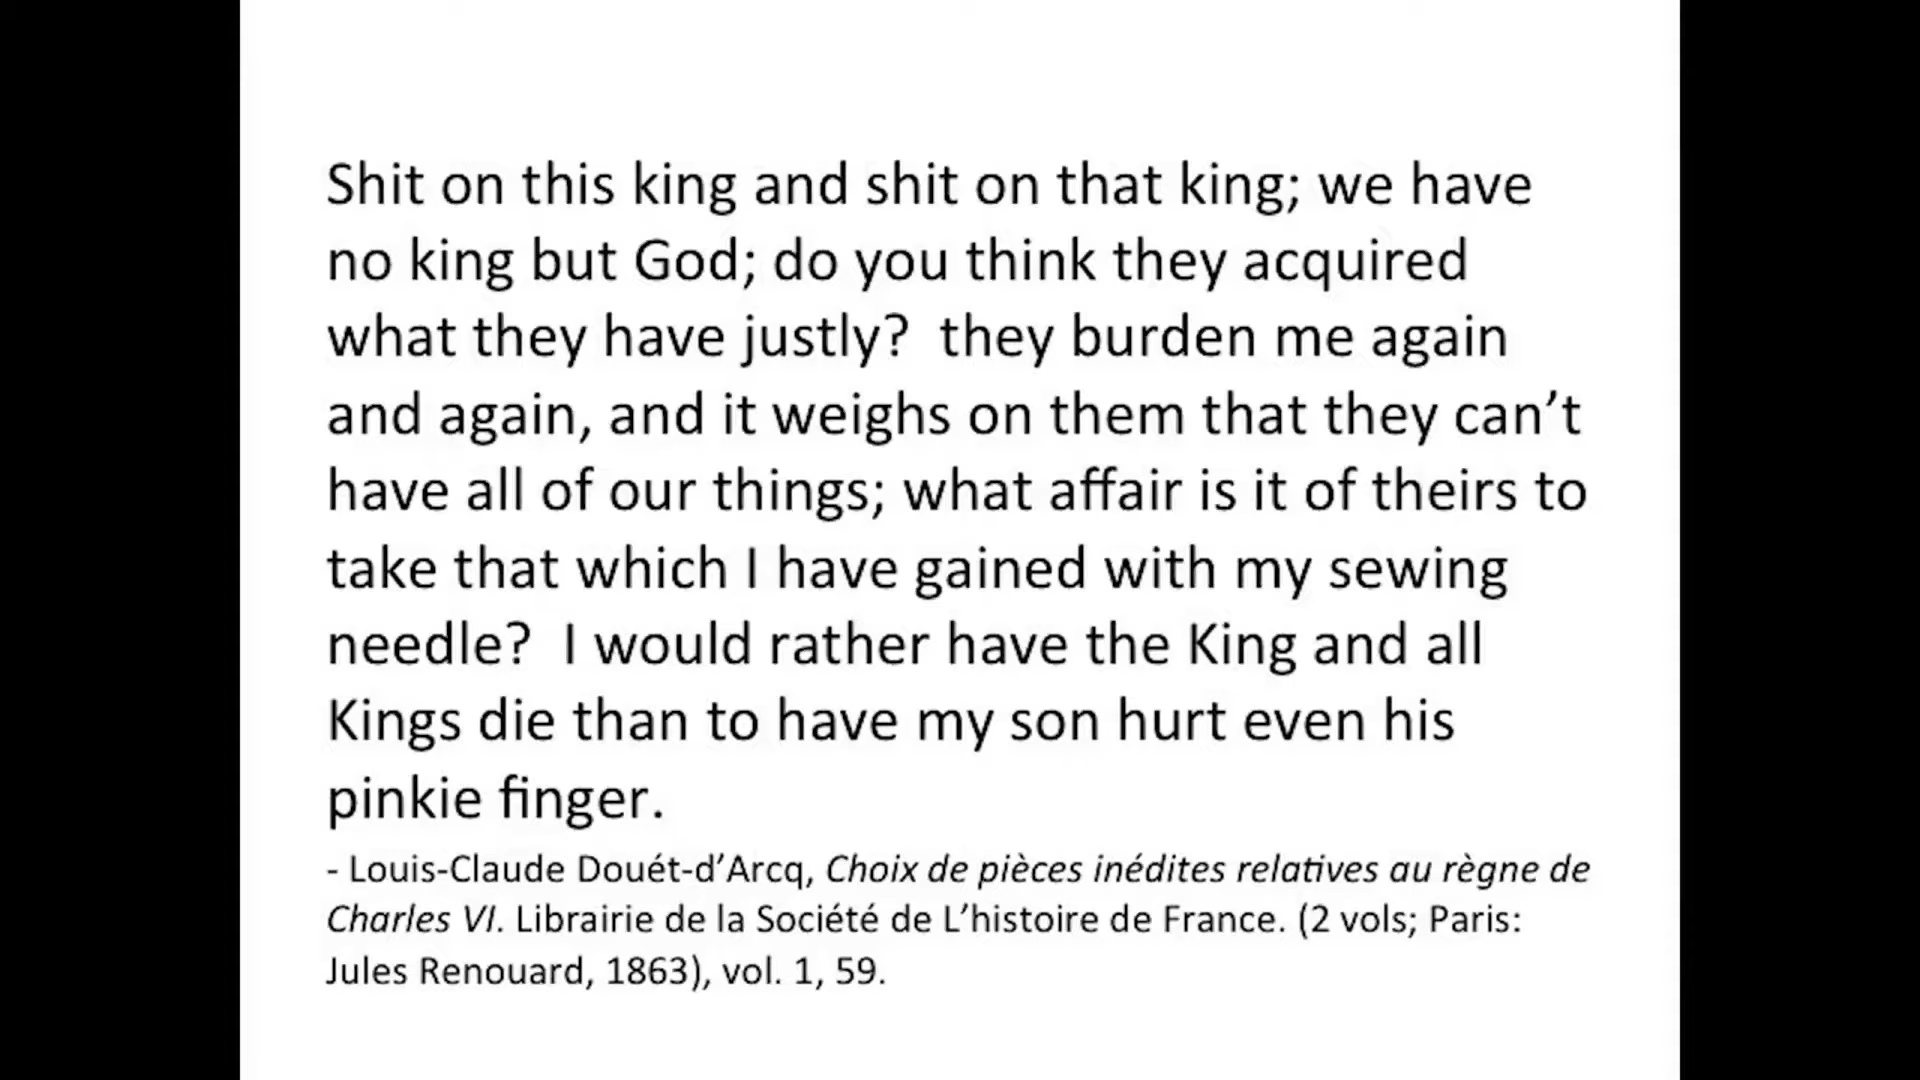 Shit on this king and shit on that king; we have
no king but God; do you think they acquired
what they have justly?  they burden me again
and again, and it weighs on them that they can’t
have all of our things; what affair is it of theirs to
take that which I have gained with my sewing
needle?  I would rather have the King and all
Kings die than to have my son hurt even his
pinkie finger.
- Louis-Claude Douét-d’Arcq, Choix de pièces inédites relatives au règne de
Charles VI. Librairie de la Société de L’histoire de France. (2 vols; Paris:
Jules Renouard, 1863), vol. 1, 59.